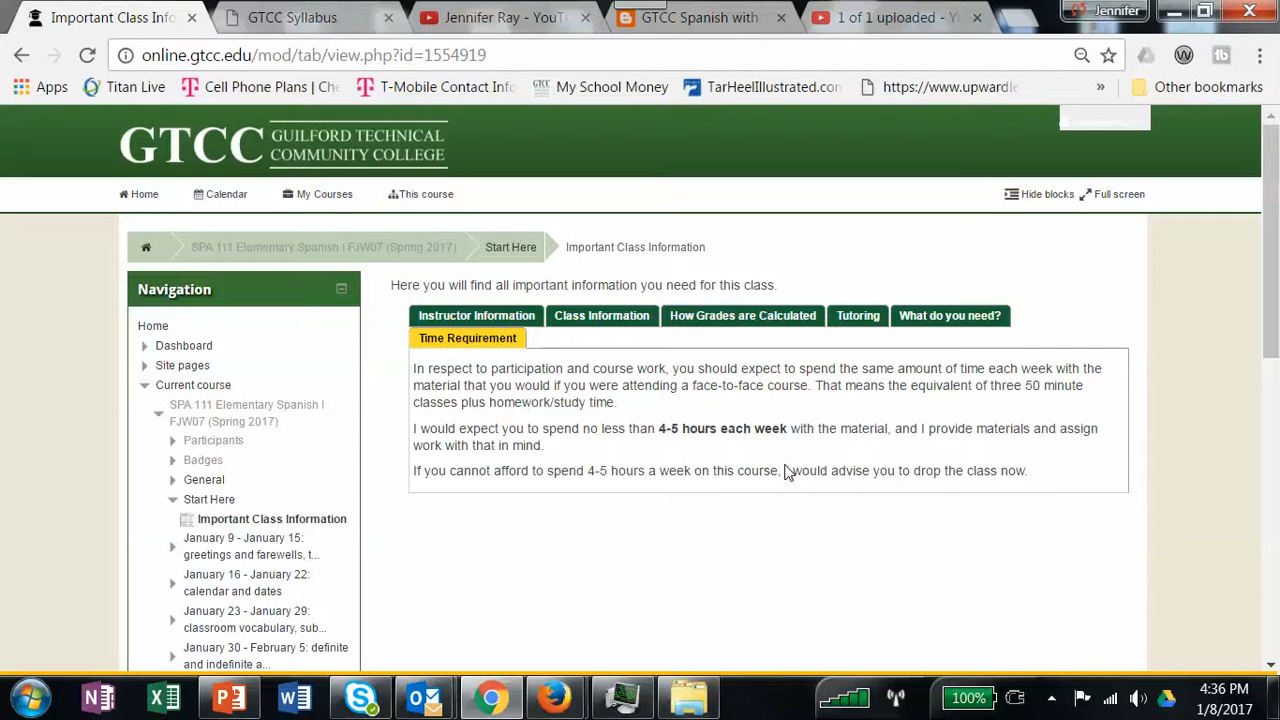 Important Class Info
GTCC Syllabus
Jennifer Ray - YouT
GTCC Spanish with
1 of 1 uploaded - Y
Jennifer
online.gtcc.edu/mod/tab/view.php?id=1554919
Apps
Titan Live
Cell Phone Plans | Che
T-Mobile Contact Info
My School Money
TarHeelIllustrated.com
https://www.upwardle
»
Other bookmarks
GTCC GUILFORD TECHNICAL
COMMUNITY COLLEGE
Home
Calendar
My Courses
This course
Hide blocks
Full screen
SPA 111 Elementary Spanish I FJW07 (Spring 2017)
Start Here
Important Class Information
Navigation
Home
Dashboard
Site pages
Current course
SPA 111 Elementary Spanish I
FJW07 (Spring 2017)
Participants
Badges
General
Start Here
Important Class Information
January 9 - January 15:
greetings and farewells, t...
January 16 - January 22:
calendar and dates
January 23 - January 29:
classroom vocabulary, sub...
January 30 - February 5: definite
and indefinite a...
Here you will find all important information you need for this class.
Instructor Information
Class Information
How Grades are Calculated
Tutoring
What do you need?
Time Requirement
In respect to participation and course work, you should expect to spend the same amount of time each week with the
material that you would if you were attending a face-to-face course. That means the equivalent of three 50 minute
classes plus homework/study time.
I would expect you to spend no less than 4-5 hours each week with the material, and I provide materials and assign
work with that in mind.
If you cannot afford to spend 4-5 hours a week on this course, I would advise you to drop the class now.
100%
4:36 PM
1/8/2017